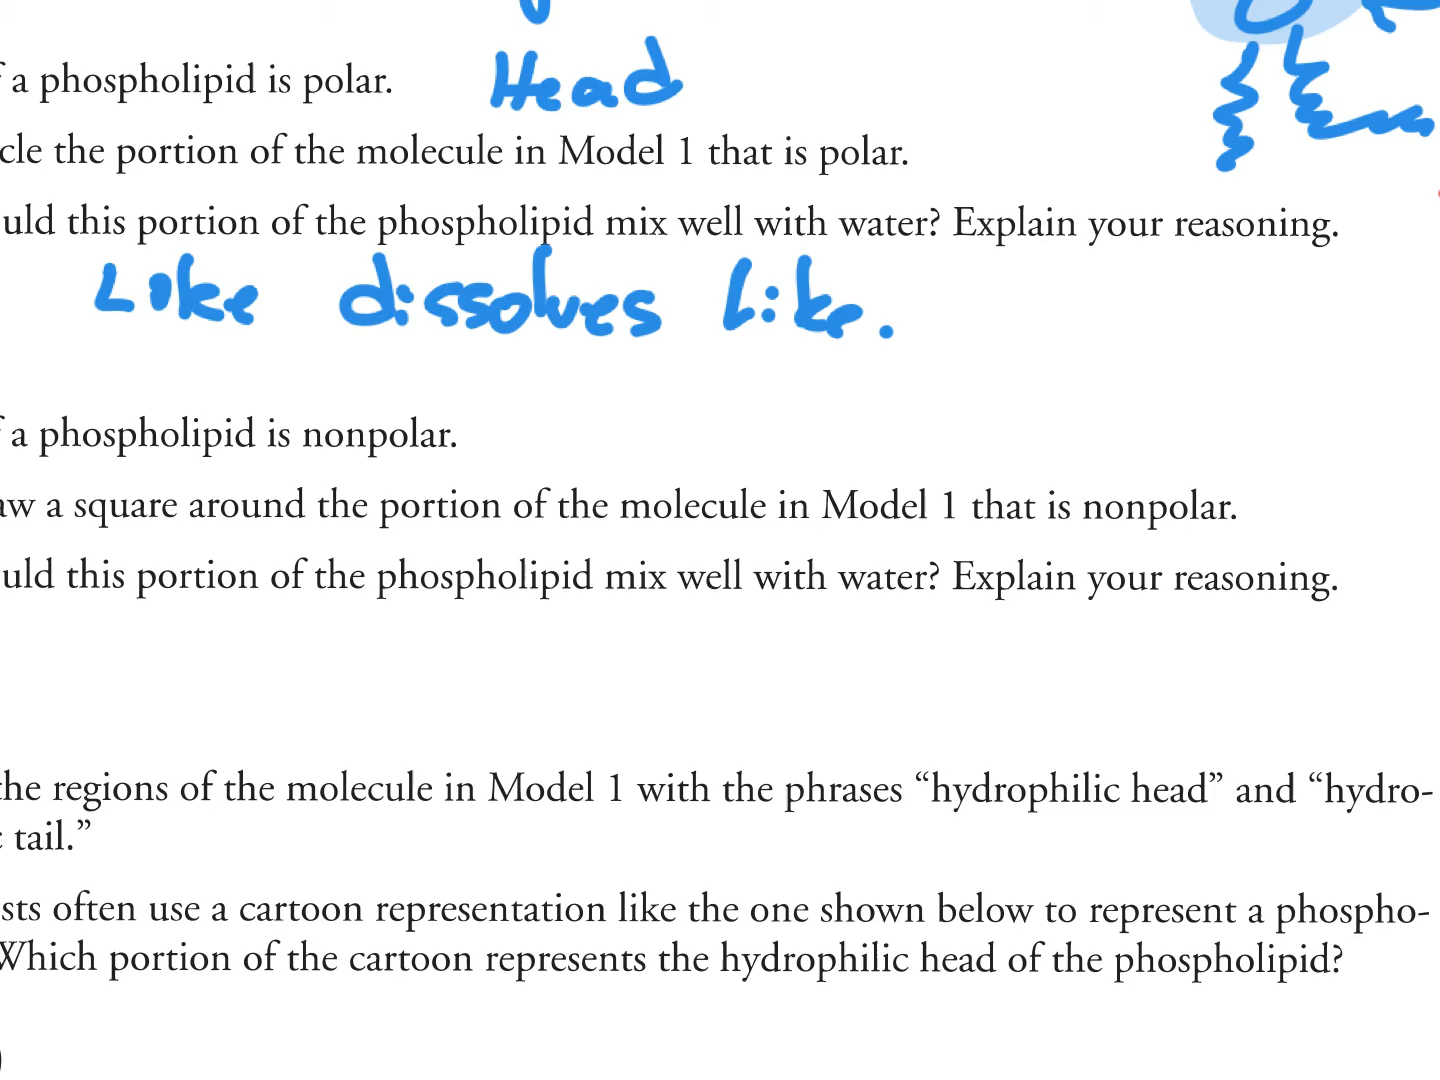 a phospholipid is polar. Head
cle the portion of the molecule in Model 1 that is polar.
uld this portion of the phospholipid mix well with water? Explain your reasoning.
Like dissolves like.
a phospholipid is nonpolar.
aw a square around the portion of the molecule in Model 1 that is nonpolar.
uld this portion of the phospholipid mix well with water? Explain your reasoning.
the regions of the molecule in Model 1 with the phrases “hydrophilic head” and “hydro-
c tail.”
sts often use a cartoon representation like the one shown below to represent a phospho-
Which portion of the cartoon represents the hydrophilic head of the phospholipid?